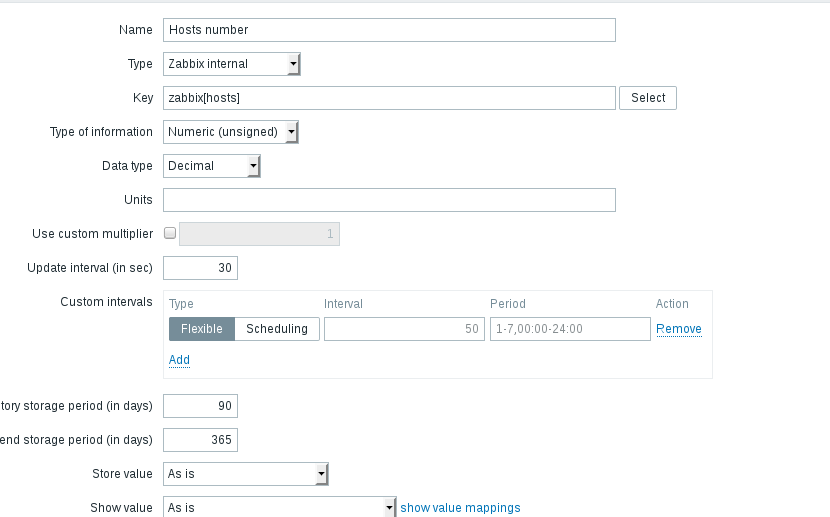 Name Hosts number
Type Zabbix internal
Key zabbix[hosts] Select
Type of information Numeric (unsigned)
Data type Decimal
Units
Use custom multiplier 1
Update interval (in sec) 30
Custom intervals Type Interval Period Action
Flexible Scheduling 50 1-7,00:00-24:00 Remove
Add
tory storage period (in days) 90
end storage period (in days) 365
Store value As is
Show value As is show value mappings